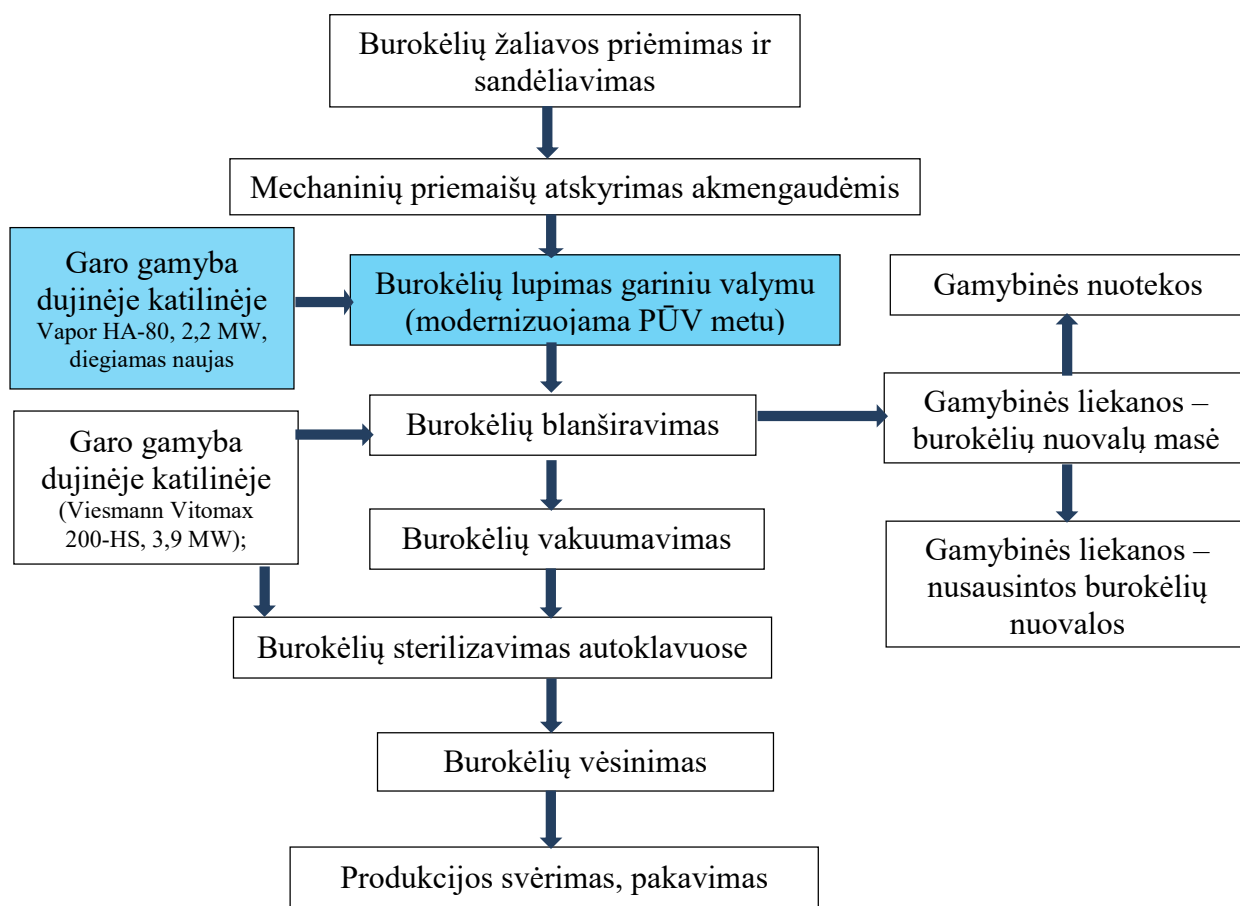 Burokėlių žaliavos priėmimas ir
sandėliavimas
Mechaninių priemaišų atskyrimas akmengaudėmis
Garo gamyba
dujinėje katilinėje
Vapor HA-80, 2,2 MW,
diegiamas naujas
Burokėlių lupimas gariniu valymu
(modernizuojama PŪV metu)
Gamybinės nuotekos
Garo gamyba
dujinėje katilinėje
(Viesmann Vitomax
200-HS, 3,9 MW);
Burokėlių blanširavimas
Gamybinės liekanos –
burokėlių nuovalų masė
Burokėlių vakuumavimas
Gamybinės liekanos –
nusausintos burokėlių
nuovalos
Burokėlių sterilizavimas autoklavuose
Burokėlių vėsinimas
Produkcijos svėrimas, pakavimas